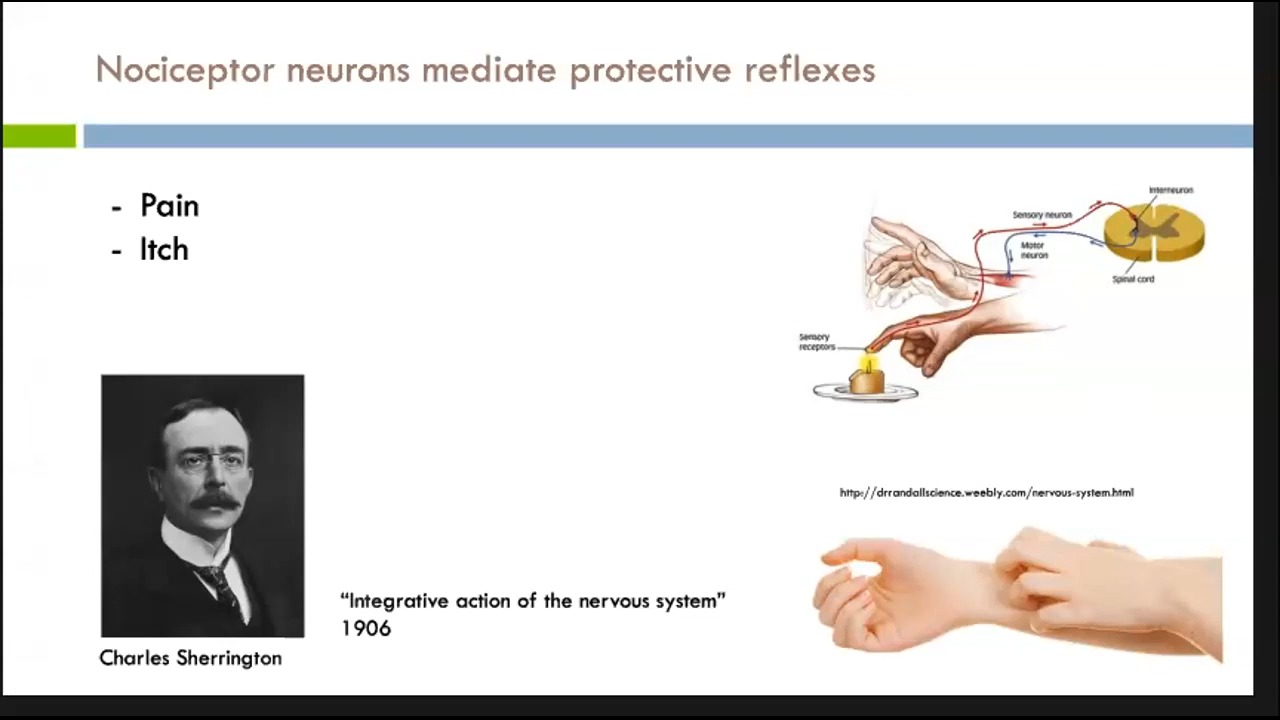 Nociceptor neurons mediate protective reflexes
- Pain
- Itch
Interneuron
Sensory neuron
Motor
neuron
Spinal cord
Sensory
receptors
http://drrandallscience.weebly.com/nervous-system.html
“Integrative action of the nervous system”
1906
Charles Sherrington